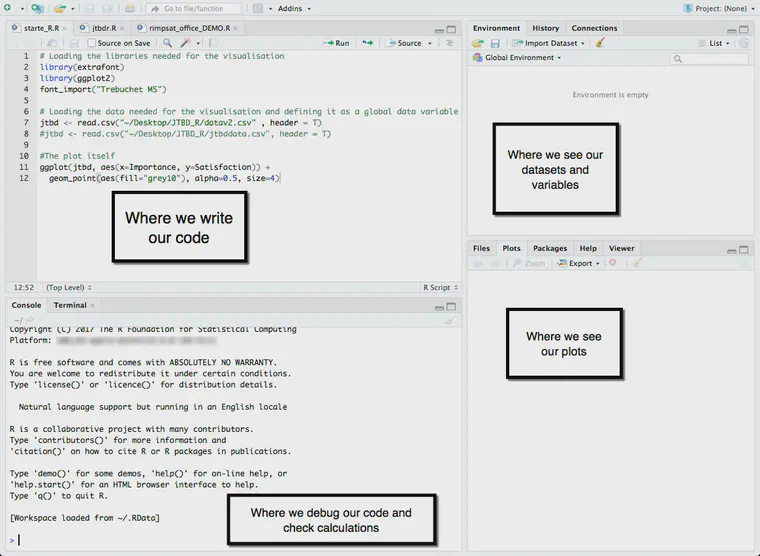 Go to file/function
Addins
Project: (None)
starte_R.R
jtbdr.R
rimpsat_office_DEMO.R
Source on Save
Run
Source
1 # Loading the libraries needed for the visualisation
2 library(extrafont)
3 library(ggplot2)
4 font_import("Trebuchet MS")
5
6 # Loading the data needed for the visualisation and defining it as a global data variable
7 jtbd <- read.csv("~/Desktop/JTBD_R/datav2.csv" , header = T)
8 #jtbd <- read.csv("~/Desktop/JTBD_R/jtbddata.csv", header = T)
9
10 #The plot itself
11 ggplot(jtbd, aes(x=Importance, y=Satisfaction)) +
12 geom_point(aes(fill="grey10"), alpha=0.5, size=4)
Where we write
our code
12:52
(Top Level)
R Script
Console
Terminal
~/
Copyright (C) 2017 The R Foundation for Statistical Computing
Platform:
R is free software and comes with ABSOLUTELY NO WARRANTY.
You are welcome to redistribute it under certain conditions.
Type 'license()' or 'licence()' for distribution details.
Natural language support but running in an English locale
R is a collaborative project with many contributors.
Type 'contributors()' for more information and
'citation()' on how to cite R or R packages in publications.
Type 'demo()' for some demos, 'help()' for on-line help, or
'help.start()' for an HTML browser interface to help.
Type 'q()' to quit R.
[Workspace loaded from ~/.RData]
>
Where we debug our code and
check calculations
Environment
History
Connections
Import Dataset
List
Global Environment
Environment is empty
Where we see our
datasets and
variables
Files
Plots
Packages
Help
Viewer
Zoom
Export
Where we see
our plots